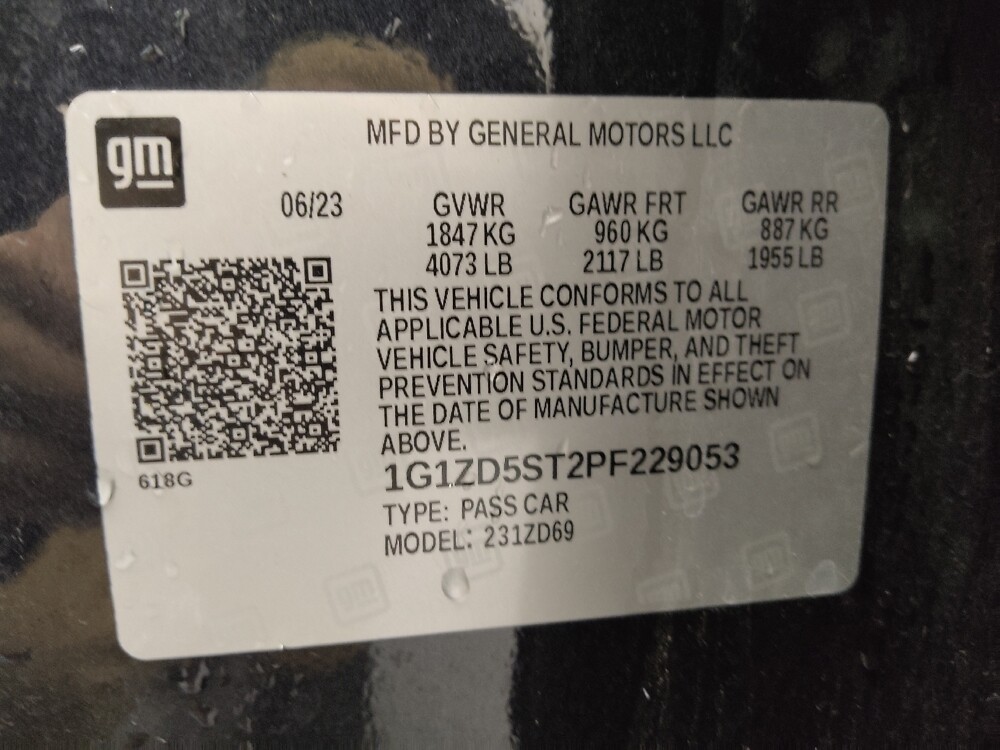 gm
MFD BY GENERAL MOTORS LLC
06/23 GVWR GAWR FRT GAWR RR
1847 KG 960 KG 887 KG
4073 LB 2117 LB 1955 LB
THIS VEHICLE CONFORMS TO ALL
APPLICABLE U.S. FEDERAL MOTOR
VEHICLE SAFETY, BUMPER, AND THEFT
PREVENTION STANDARDS IN EFFECT ON
THE DATE OF MANUFACTURE SHOWN
ABOVE.
618G
1G1ZD5ST2PF229053
TYPE: PASS CAR
MODEL: 231ZD69